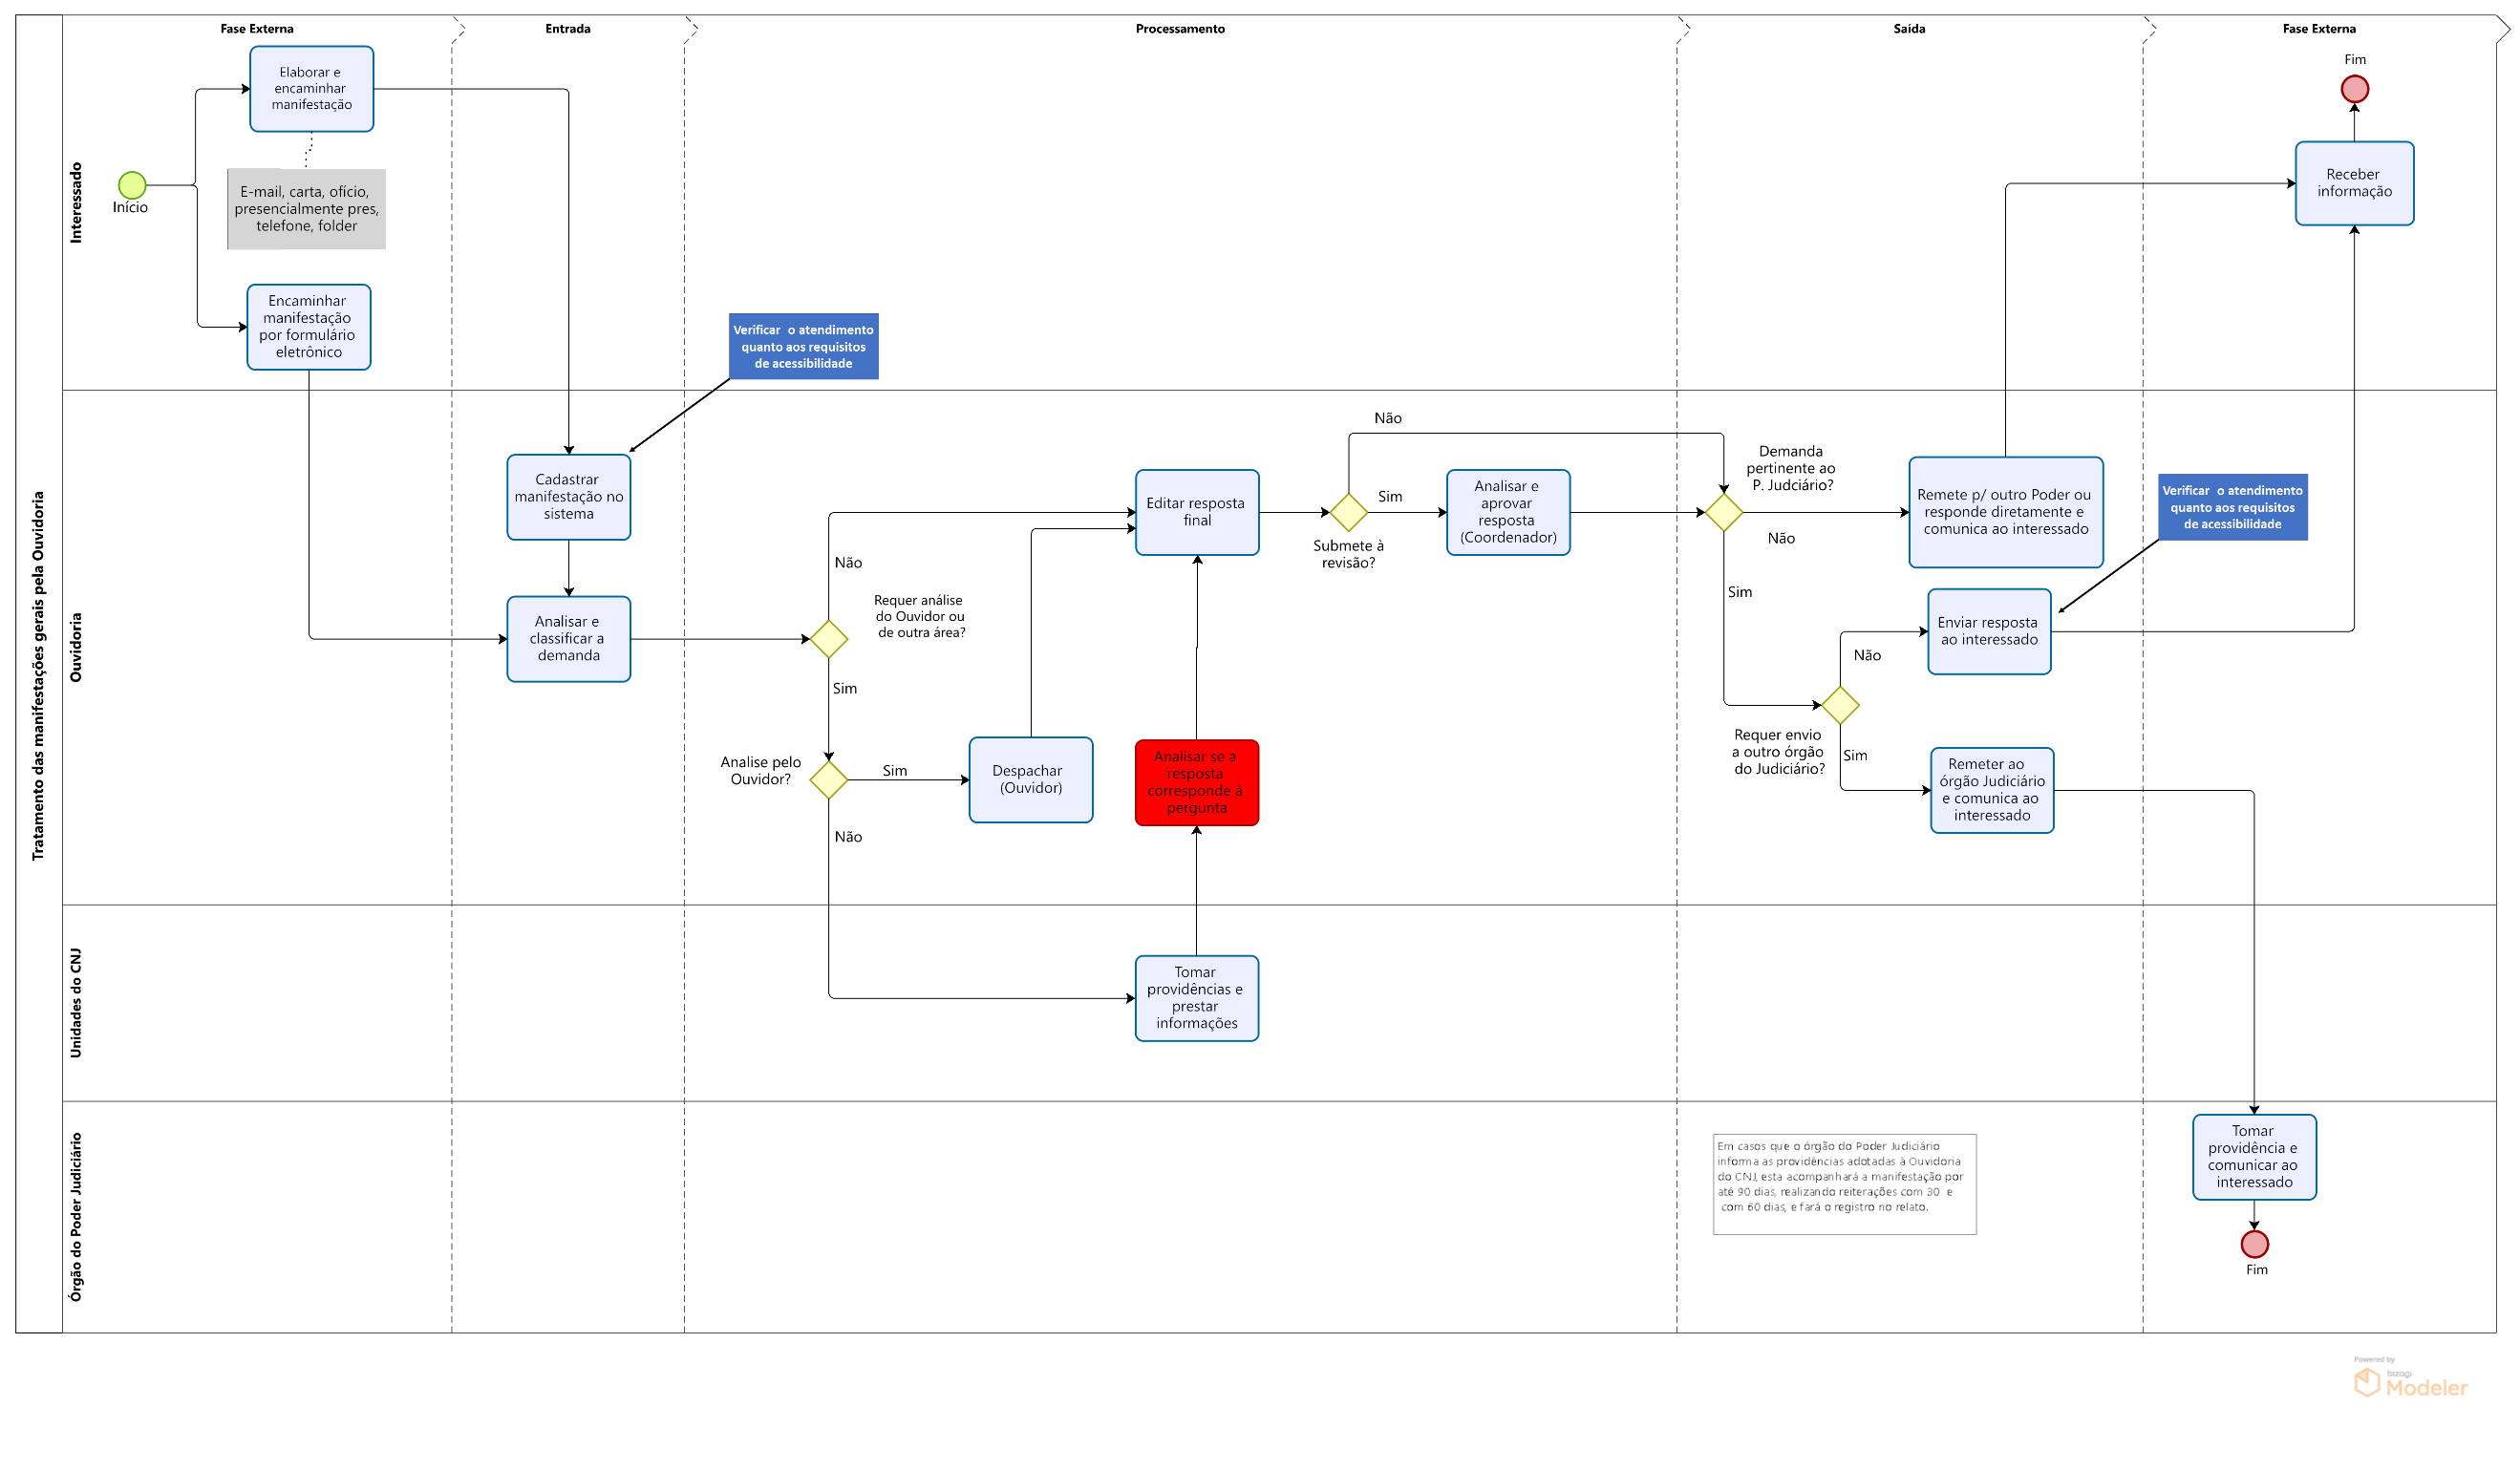 Tratamento das manifestações gerais pela Ouvidoria
Fase Externa
Entrada
Processamento
Saída
Fase Externa
Interessado
Início
Elaborar e
encaminhar
manifestação
E-mail, carta, ofício,
presencialmente pres,
telefone, folder
Encaminhar
manifestação
por formulário
eletrônico
Verificar o atendimento
quanto aos requisitos
de acessibilidade
Fim
Receber
informação
Ouvidoria
Cadastrar
manifestação no
sistema
Analisar e
classificar a
demanda
Não
Requer análise
do Ouvidor ou
de outra área?
Sim
Analise pelo
Ouvidor?
Sim
Não
Despachar
(Ouvidor)
Editar resposta
final
Analisar se a
resposta
corresponde à
pergunta
Não
Sim
Submete à
revisão?
Analisar e
aprovar
resposta
(Coordenador)
Demanda
pertinente ao
P. Judciário?
Não
Sim
Remete p/ outro Poder ou
responde diretamente e
comunica ao interessado
Verificar o atendimento
quanto aos requisitos
de acessibilidade
Enviar resposta
ao interessado
Não
Requer envio
a outro órgão
do Judiciário?
Sim
Remeter ao
órgão Judiciário
e comunica ao
interessado
Unidades do CNJ
Tomar
providências e
prestar
informações
Órgão do Poder Judiciário
Em casos que o órgão do Poder Judiciário
informa as providências adotadas à Ouvidoria
do CNJ, esta acompanhará a manifestação por
até 90 dias, realizando reiterações com 30 e
com 60 dias, e fará o registro no relato.
Tomar
providência e
comunicar ao
interessado
Fim
Powered by
bizagi
Modeler